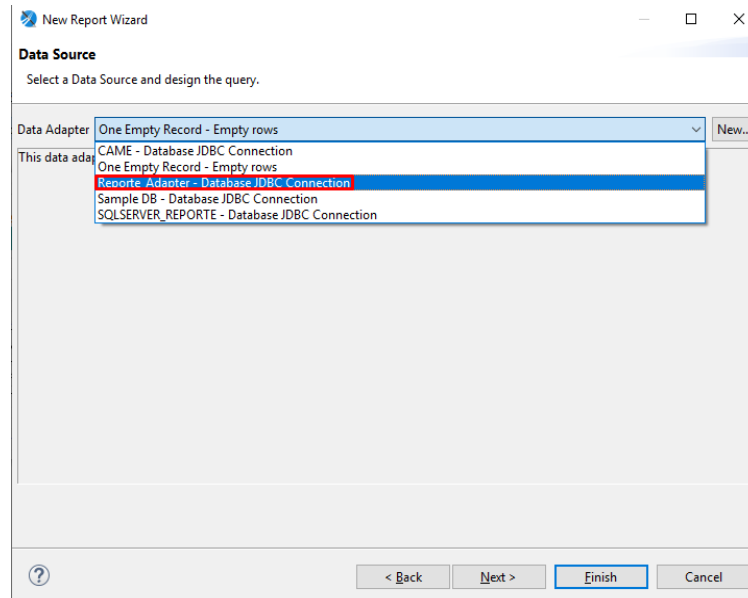 New Report Wizard
Data Source
Select a Data Source and design the query.
Data Adapter One Empty Record - Empty rows New..
This data adap
CAME - Database JDBC Connection
One Empty Record - Empty rows
Reporte_Adapter - Database JDBC Connection
Sample DB - Database JDBC Connection
SQLSERVER_REPORTE - Database JDBC Connection
? < Back Next > Finish Cancel